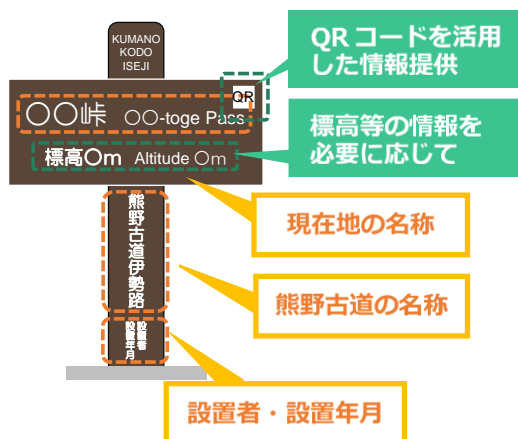 KUMANO
KODO
ISEJI
QRコードを活用
した情報提供
QR
〇〇峠 〇〇-toge Pass
標高〇m Altitude 〇m
標高等の情報を
必要に応じて
現在地の名称
熊野古道伊勢路
熊野古道の名称
設置者
設置年月
設置者・設置年月